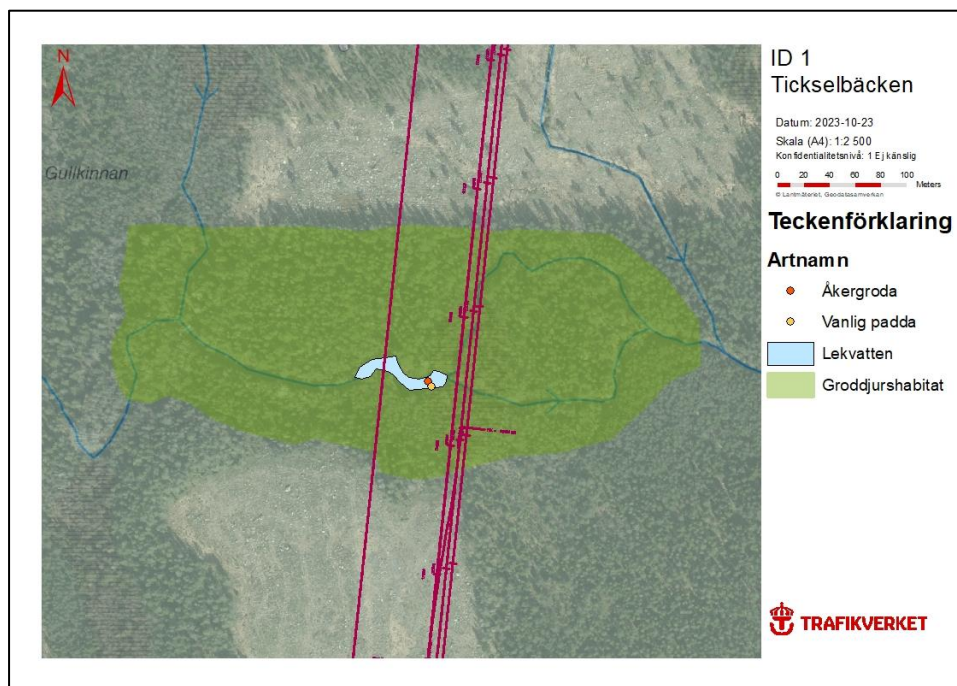 N
Gullkinnan
ID 1
Tickselbäcken
Datum: 2023-10-23
Skala (A4): 1:2 500
Konfidentialitetsnivå: 1 Ej känslig
0 20 40 60 80 100
Meters
© Lantmäteriet, Geodatasamverkan
Teckenförklaring
Artnamn
Åkergroda
Vanlig padda
Lekvatten
Groddjurshabitat
TRAFIKVERKET